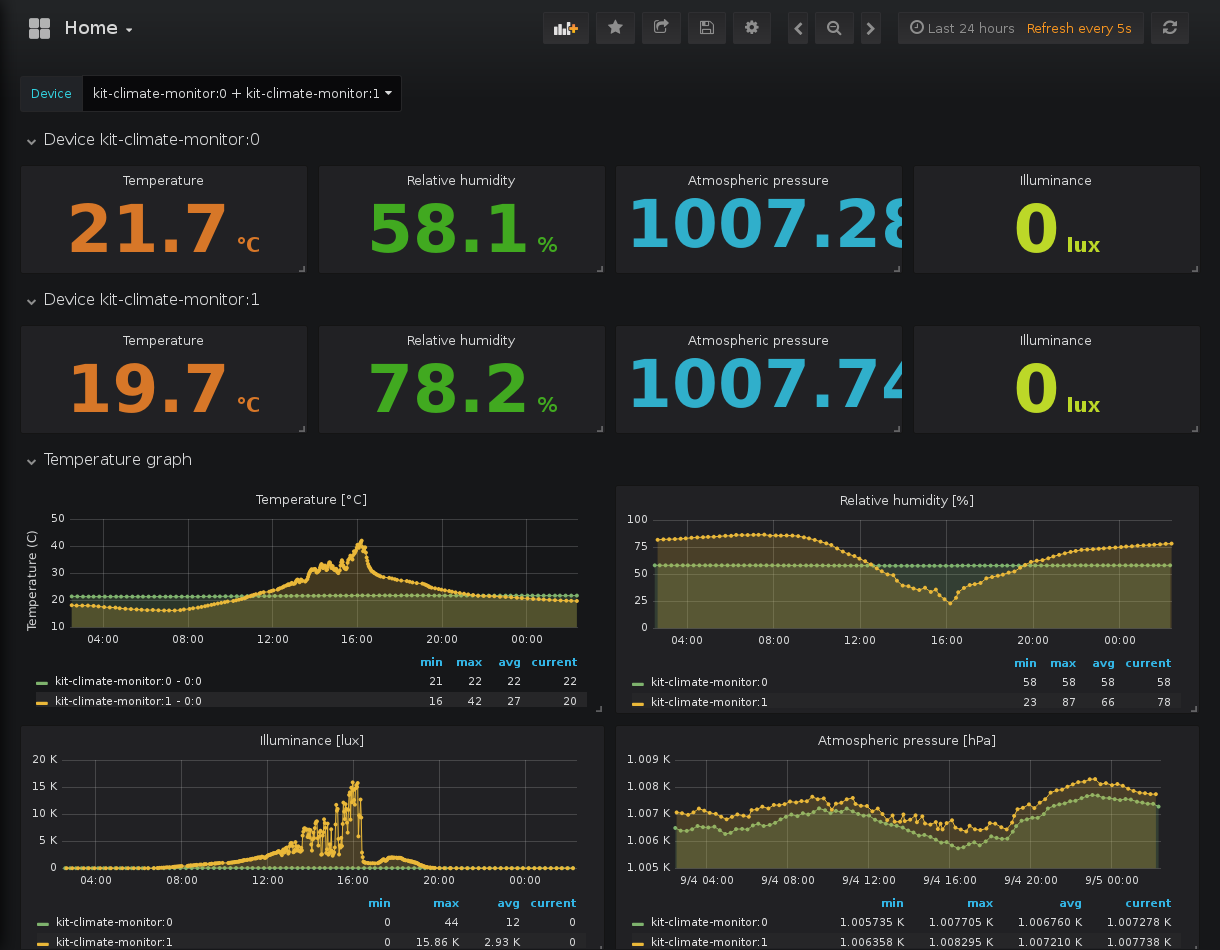 Home
Last 24 hours Refresh every 5s
Device kit-climate-monitor:0 + kit-climate-monitor:1
Device kit-climate-monitor:0
Temperature Relative humidity Atmospheric pressure Illuminance
21.7 °C 58.1 % 1007.28 0 lux
Device kit-climate-monitor:1
Temperature Relative humidity Atmospheric pressure Illuminance
19.7 °C 78.2 % 1007.74 0 lux
Temperature graph
Temperature [°C]
Temperature (C)
50
40
30
20
10
04:00 08:00 12:00 16:00 20:00 00:00
min max avg current
kit-climate-monitor:0 - 0:0 21 22 22 22
kit-climate-monitor:1 - 0:0 16 42 27 20
Relative humidity [%]
100
75
50
25
0
04:00 08:00 12:00 16:00 20:00 00:00
min max avg current
kit-climate-monitor:0 58 58 58 58
kit-climate-monitor:1 23 87 66 78
Illuminance [lux]
20 K
15 K
10 K
5 K
0
04:00 08:00 12:00 16:00 20:00 00:00
min max avg current
kit-climate-monitor:0 0 44 12 0
kit-climate-monitor:1 0 15.86 K 2.93 K 0
Atmospheric pressure [hPa]
1.009 K
1.008 K
1.007 K
1.006 K
1.005 K
9/4 04:00 9/4 08:00 9/4 12:00 9/4 16:00 9/4 20:00 9/5 00:00
min max avg current
kit-climate-monitor:0 1.005735 K 1.007705 K 1.006760 K 1.007278 K
kit-climate-monitor:1 1.006358 K 1.008295 K 1.007210 K 1.007738 K